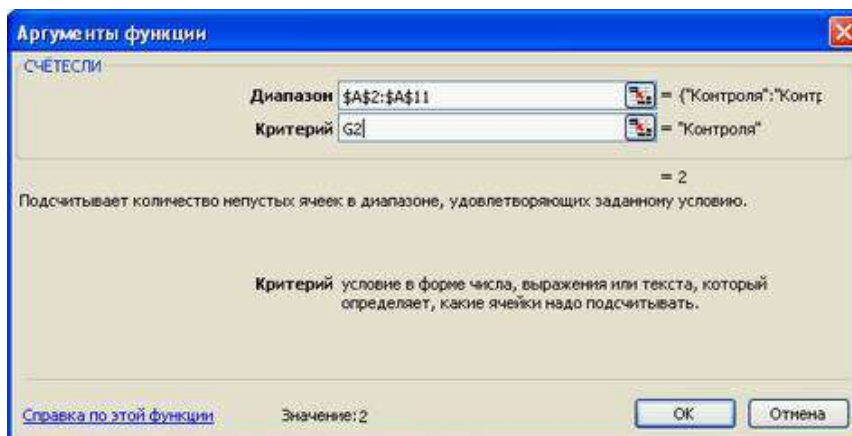 Аргументы функции
СЧЁТЕСЛИ
Диапазон $A$2:$A$11 = {"Контроля":"Контр
Критерий G2 = "Контроля"
= 2
Подсчитывает количество непустых ячеек в диапазоне, удовлетворяющих заданному условию.
Критерий условие в форме числа, выражения или текста, который
определяет, какие ячейки надо подсчитывать.
Справка по этой функции Значение:2 ОК Отмена